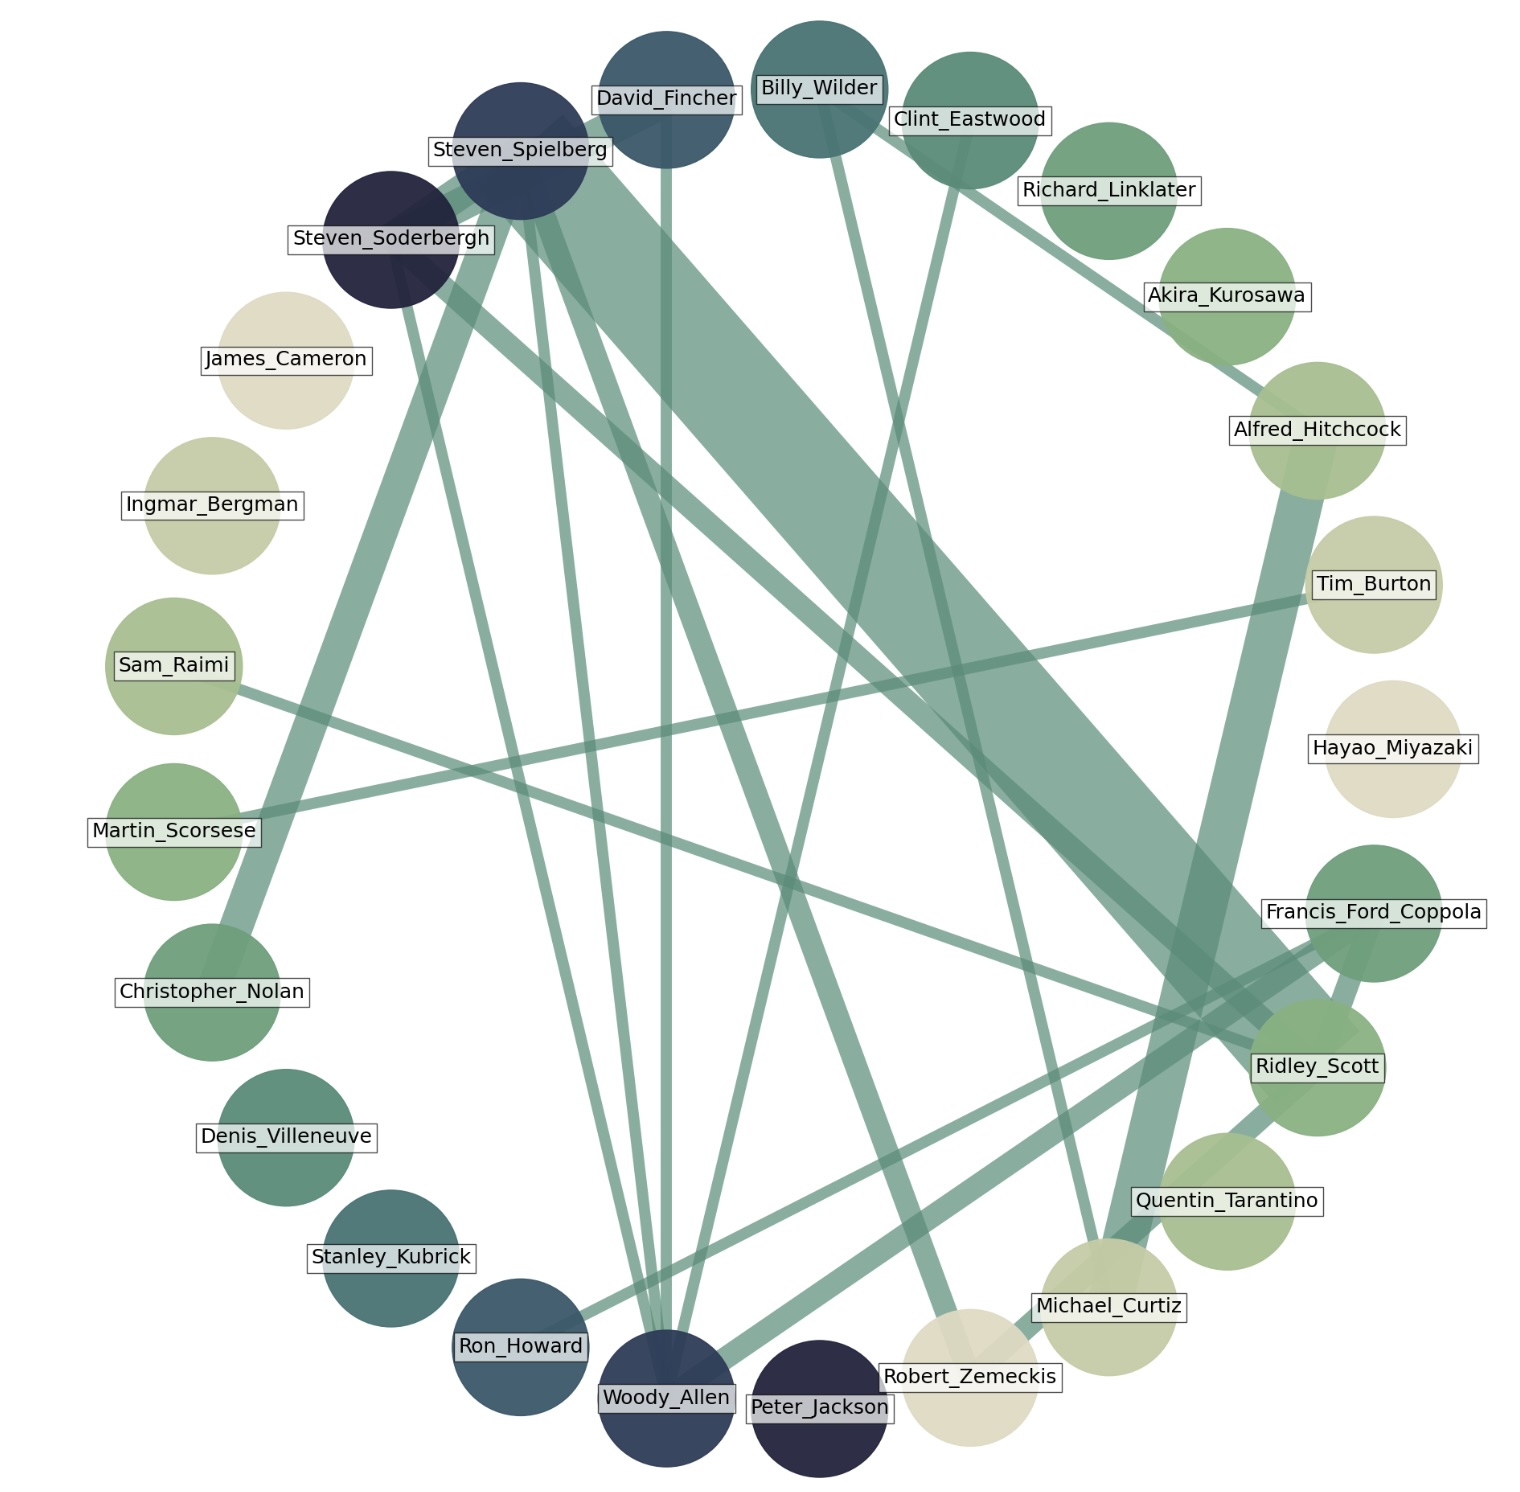 Billy_Wilder
David_Fincher
Clint_Eastwood
Steven_Spielberg
Richard_Linklater
Steven_Soderbergh
Akira_Kurosawa
James_Cameron
Alfred_Hitchcock
Ingmar_Bergman
Tim_Burton
Sam_Raimi
Hayao_Miyazaki
Martin_Scorsese
Francis_Ford_Coppola
Christopher_Nolan
Ridley_Scott
Denis_Villeneuve
Quentin_Tarantino
Stanley_Kubrick
Michael_Curtiz
Ron_Howard
Robert_Zemeckis
Woody_Allen
Peter_Jackson